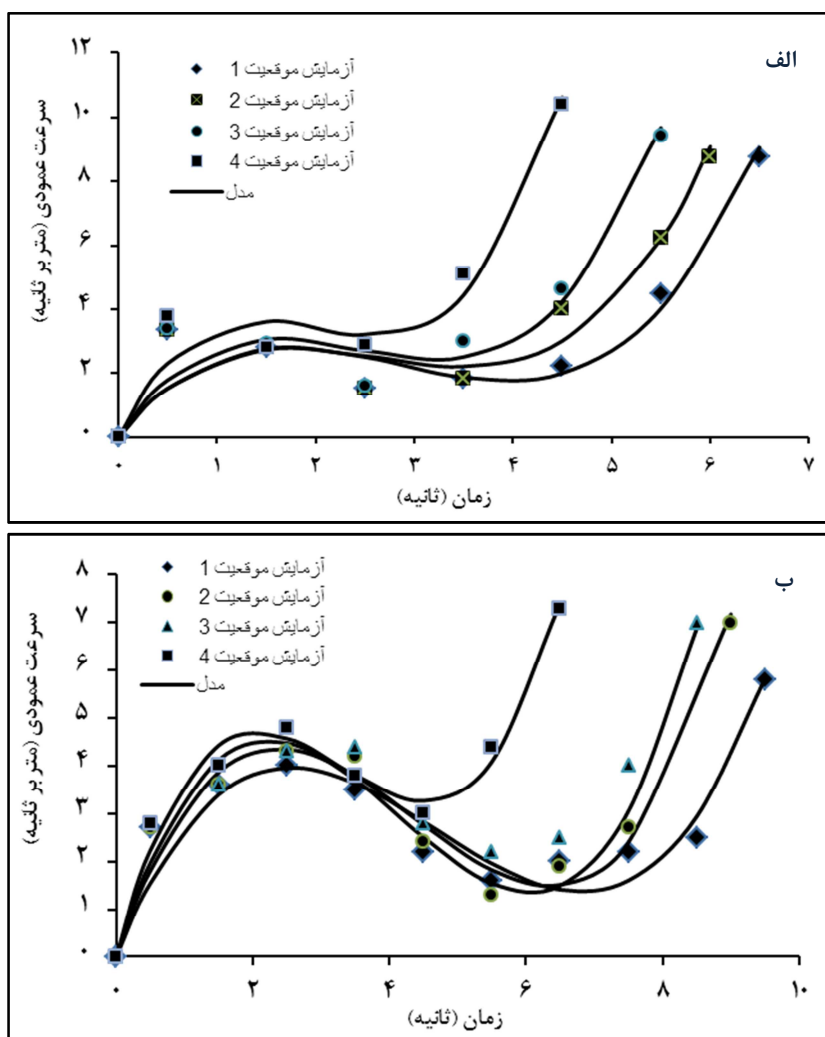 الف
۱۲
۱۰
۸
۶
۴
۲
۰
سرعت عمودی (متر بر ثانیه)
آزمایش موقعیت 1
آزمایش موقعیت 2
آزمایش موقعیت 3
آزمایش موقعیت 4
مدل
۰ ۱ ۲ ۳ ۴ ۵ ۶ ۷
زمان (ثانیه)
ب
۸
۷
۶
۵
۴
۳
۲
۱
۰
سرعت عمودی (متر بر ثانیه)
آزمایش موقعیت 1
آزمایش موقعیت 2
آزمایش موقعیت 3
آزمایش موقعیت 4
مدل
۰ ۲ ۴ ۶ ۸ ۱۰
زمان (ثانیه)